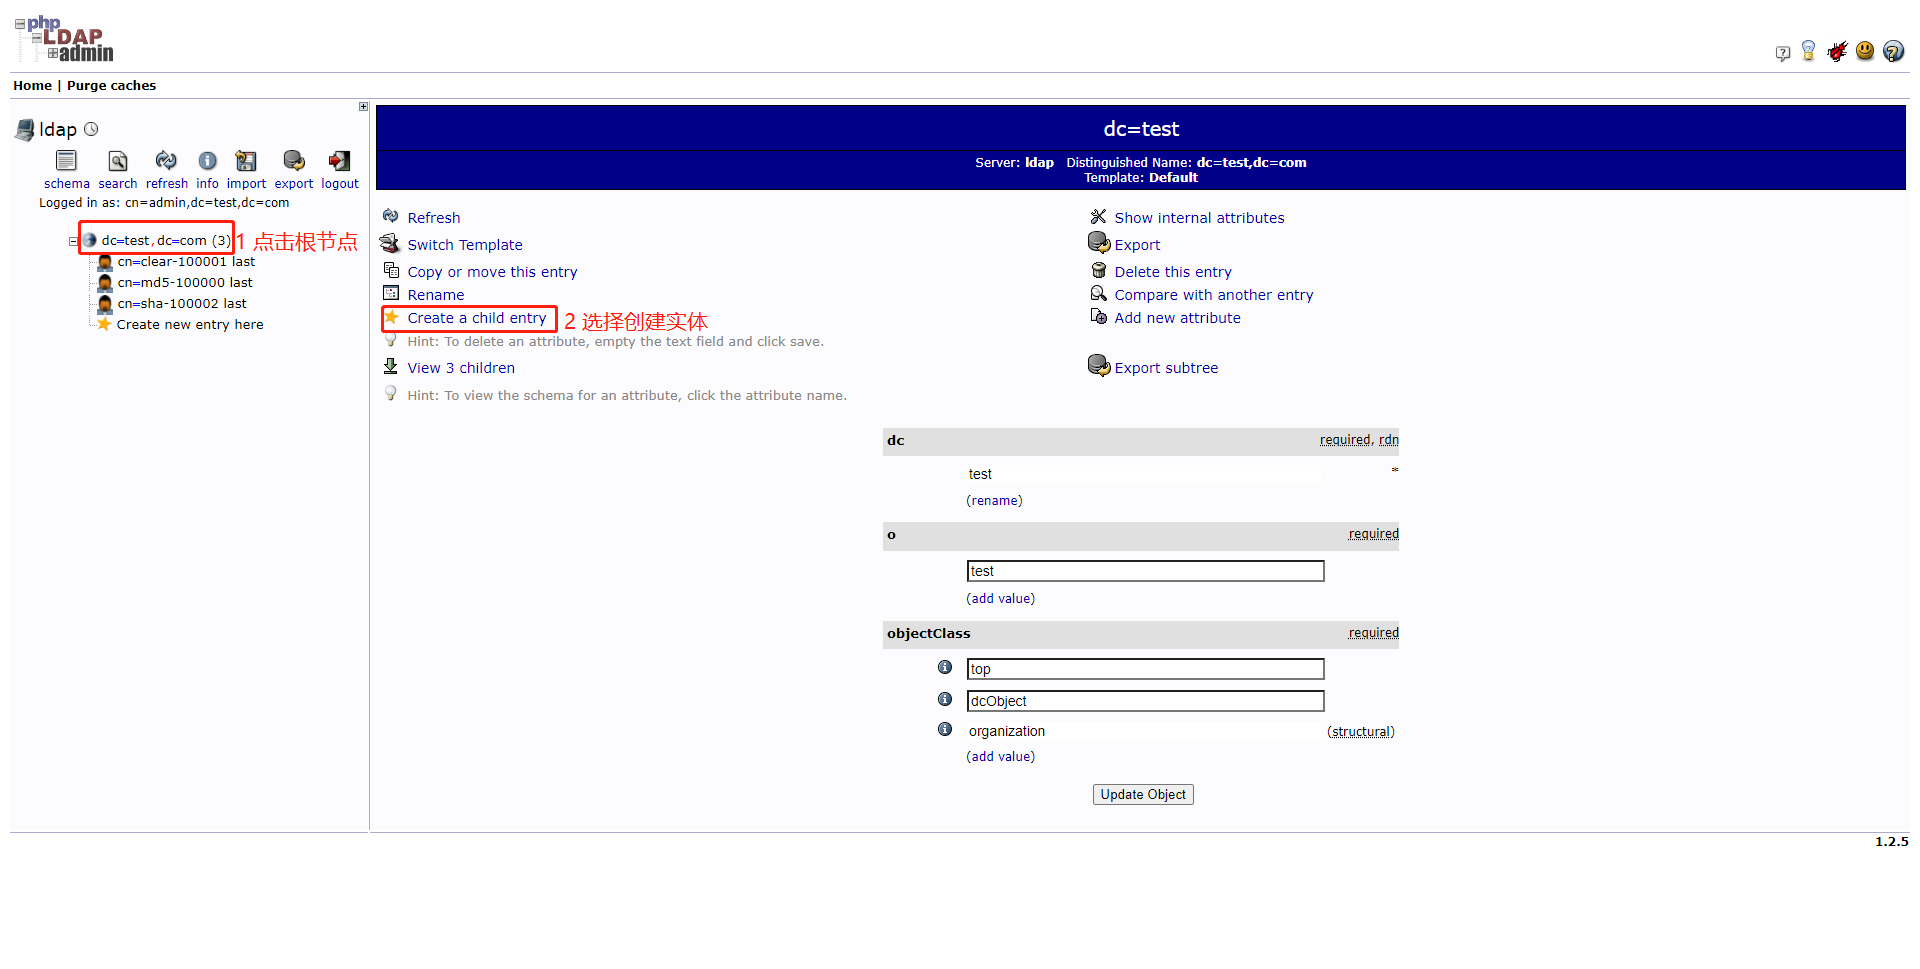 php
LDAP
admin
Home | Purge caches
ldap
schema search refresh info import export logout
Logged in as: cn=admin,dc=test,dc=com
dc=test,dc=com (3) 1 点击根节点
cn=clear-100001 last
cn=md5-100000 last
cn=sha-100002 last
Create new entry here
dc=test
Server: ldap Distinguished Name: dc=test,dc=com
Template: Default
Refresh
Switch Template
Copy or move this entry
Rename
Create a child entry 2 选择创建实体
Hint: To delete an attribute, empty the text field and click save.
View 3 children
Hint: To view the schema for an attribute, click the attribute name.
Show internal attributes
Export
Delete this entry
Compare with another entry
Add new attribute
Export subtree
dc required, rdn
test *
(rename)
o required
test
(add value)
objectClass required
top
dcObject
organization (structural)
(add value)
Update Object
1.2.5